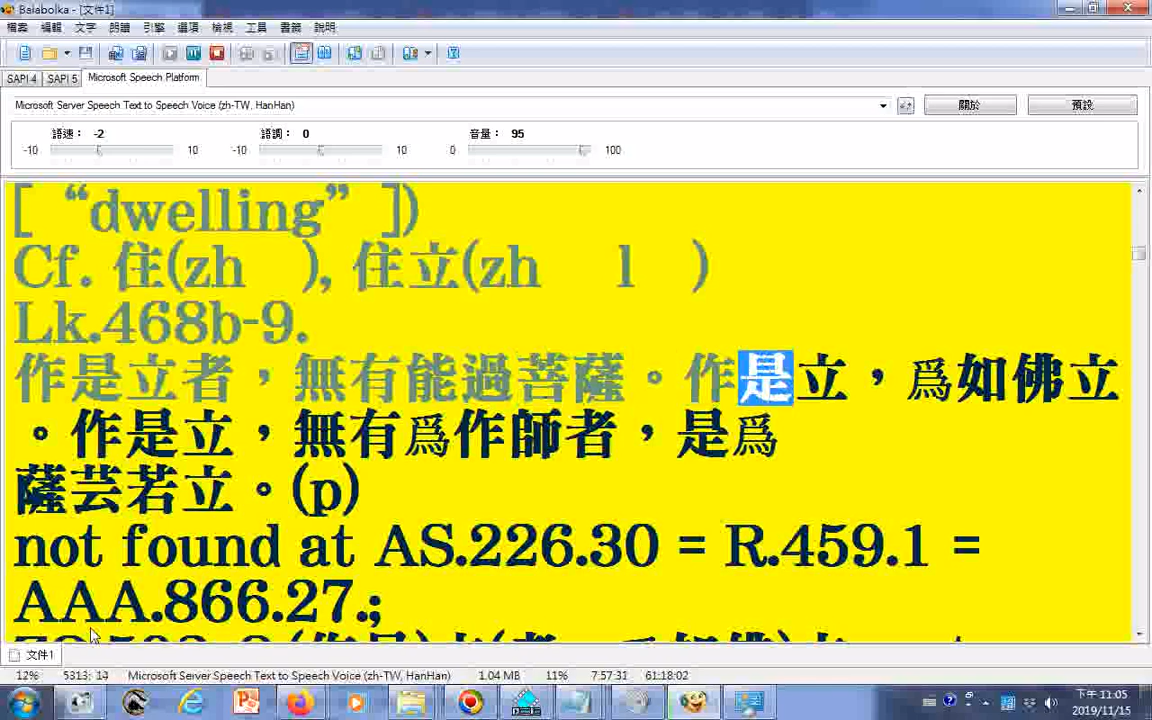 Balabolka - [文件1]
檔案 編輯 文字 朗讀 引擎 選項 檢視 工具 書籤 說明
SAPI 4 SAPI 5 Microsoft Speech Platform
Microsoft Server Speech Text to Speech Voice (zh-TW, HanHan) 關於 預設
語速： -2 語調： 0 音量： 95
-10 10 -10 10 0 100
[ “dwelling” ])
Cf. 住(zh ), 住立(zh l )
Lk.468b-9.
作是立者，無有能過菩薩。作是立，爲如佛立
。作是立，無有爲作師者，是爲
薩芸若立。(p)
not found at AS.226.30 = R.459.1 =
AAA.866.27.;
文件1
12% 5313: 14 Microsoft Server Speech Text to Speech Voice (zh-TW, HanHan) 1.04 MB 11% 7:57:31 61:18:02
下午 11:05
2019/11/15